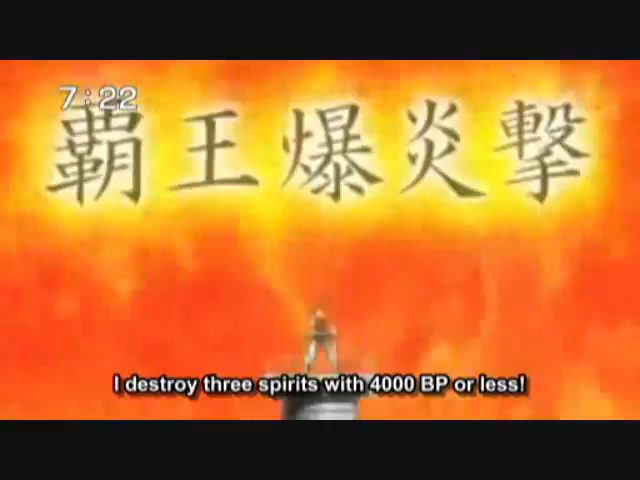 7:22
覇王爆炎撃
I destroy three spirits with 4000 BP or less!